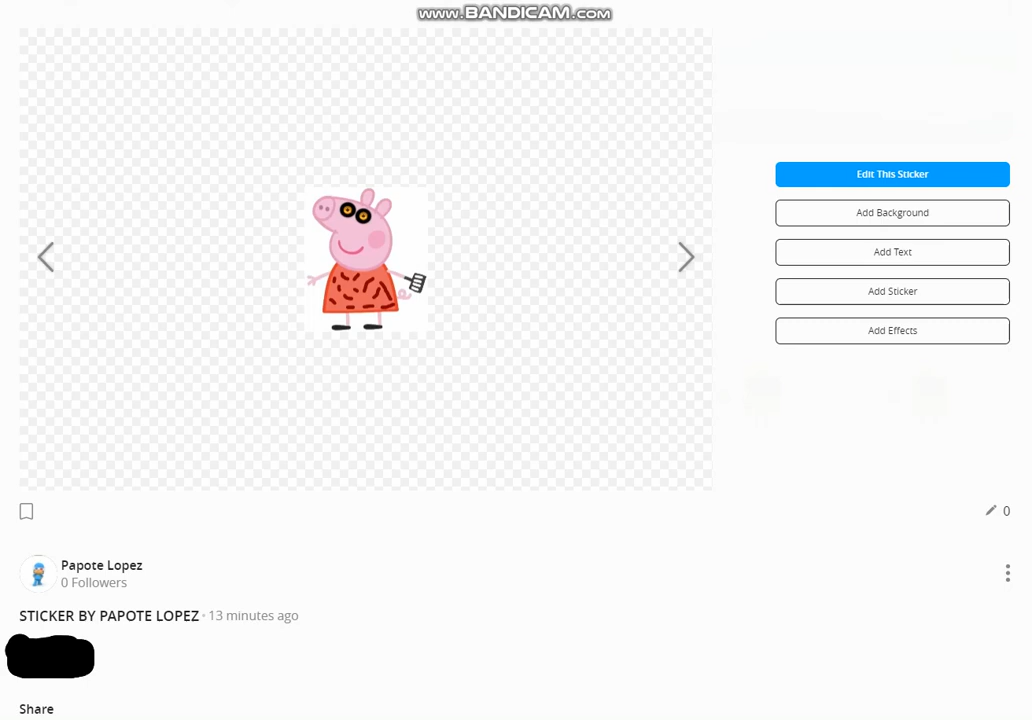 www.BANDICAM.com
Edit This Sticker
Add Background
Add Text
Add Sticker
Add Effects
0
Papote Lopez
0 Followers
STICKER BY PAPOTE LOPEZ • 13 minutes ago
Share